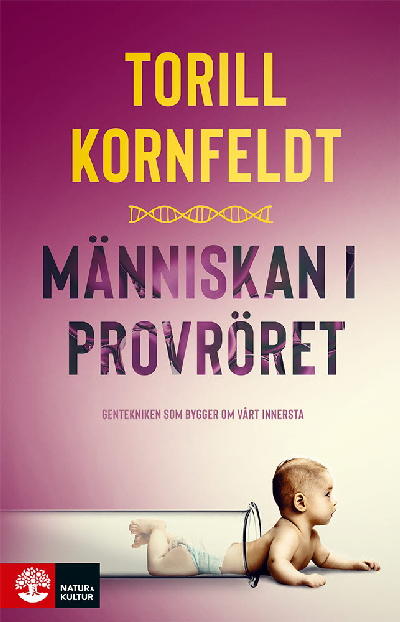 TORILL
KORNFELDT
MÄNNISKAN I
PROVRÖRET
GENTEKNIKEN SOM BYGGER OM VÅRT INNERSTA
NATUR &
KULTUR